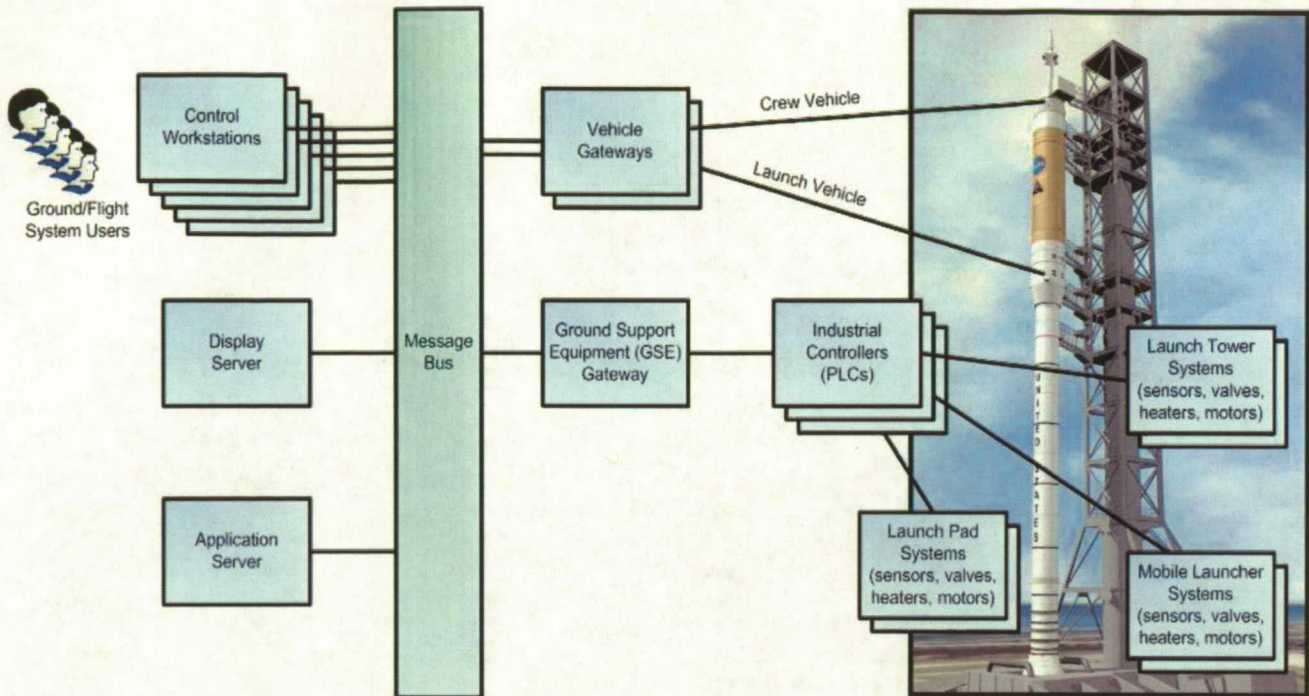 Control
Workstations
Ground/Flight
System Users
Display
Server
Application
Server
Message
Bus
Vehicle
Gateways
Crew Vehicle
Launch Vehicle
Ground Support
Equipment (GSE)
Gateway
Industrial
Controllers
(PLCs)
Launch Tower
Systems
(sensors, valves,
heaters, motors)
Launch Pad
Systems
(sensors, valves,
heaters, motors)
Mobile Launcher
Systems
(sensors, valves,
heaters, motors)
UNITED STATES